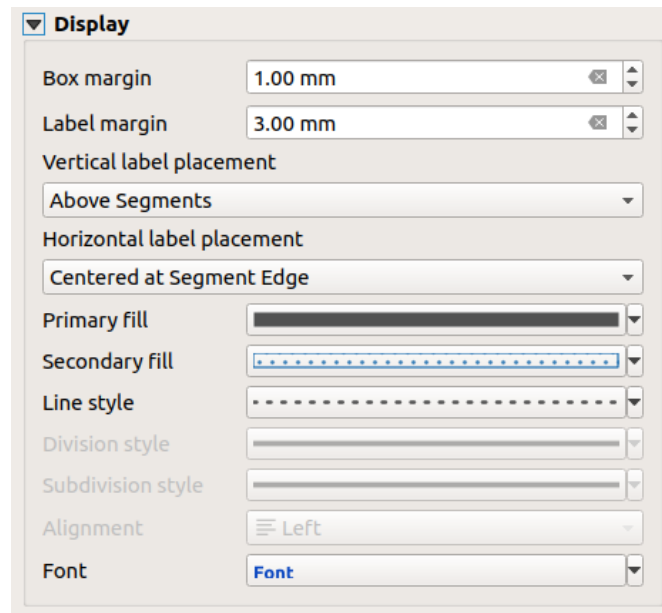 Display
Box margin 1.00 mm
Label margin 3.00 mm
Vertical label placement
Above Segments
Horizontal label placement
Centered at Segment Edge
Primary fill
Secondary fill
Line style
Division style
Subdivision style
Alignment Left
Font Font